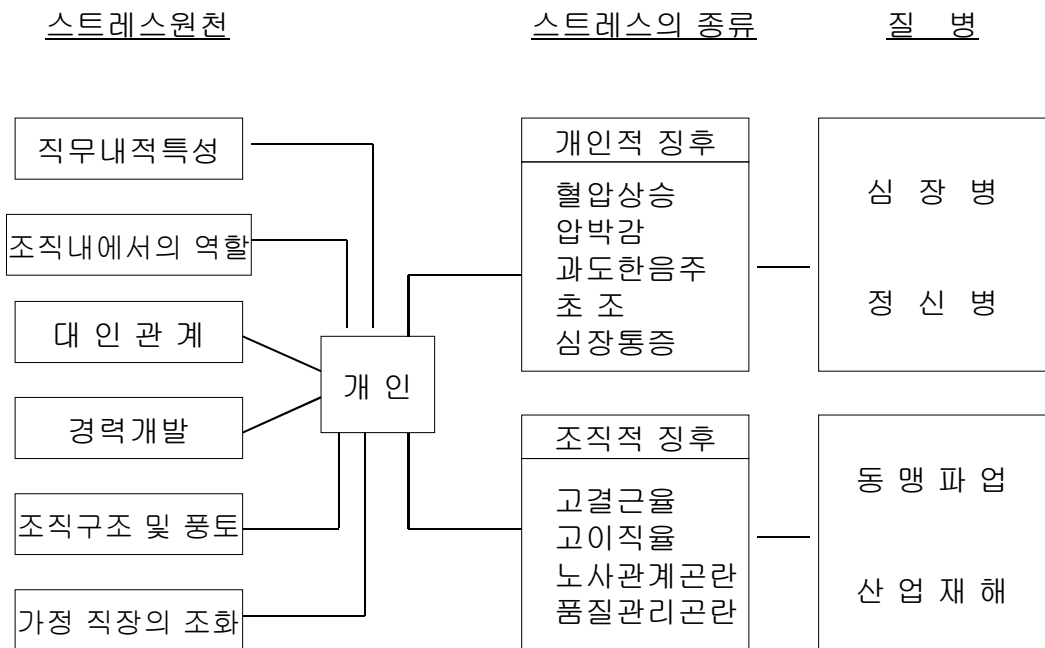 스트레스원천
스트레스의 종류
질 병
직무내적특성
조직내에서의 역할
대 인 관 계
경력개발
조직구조 및 풍토
가정 직장의 조화
개 인
개인적 징후
혈압상승
압박감
과도한음주
초 조
심장통증
조직적 징후
고결근율
고이직율
노사관계곤란
품질관리곤란
심 장 병
정 신 병
동 맹 파 업
산 업 재 해